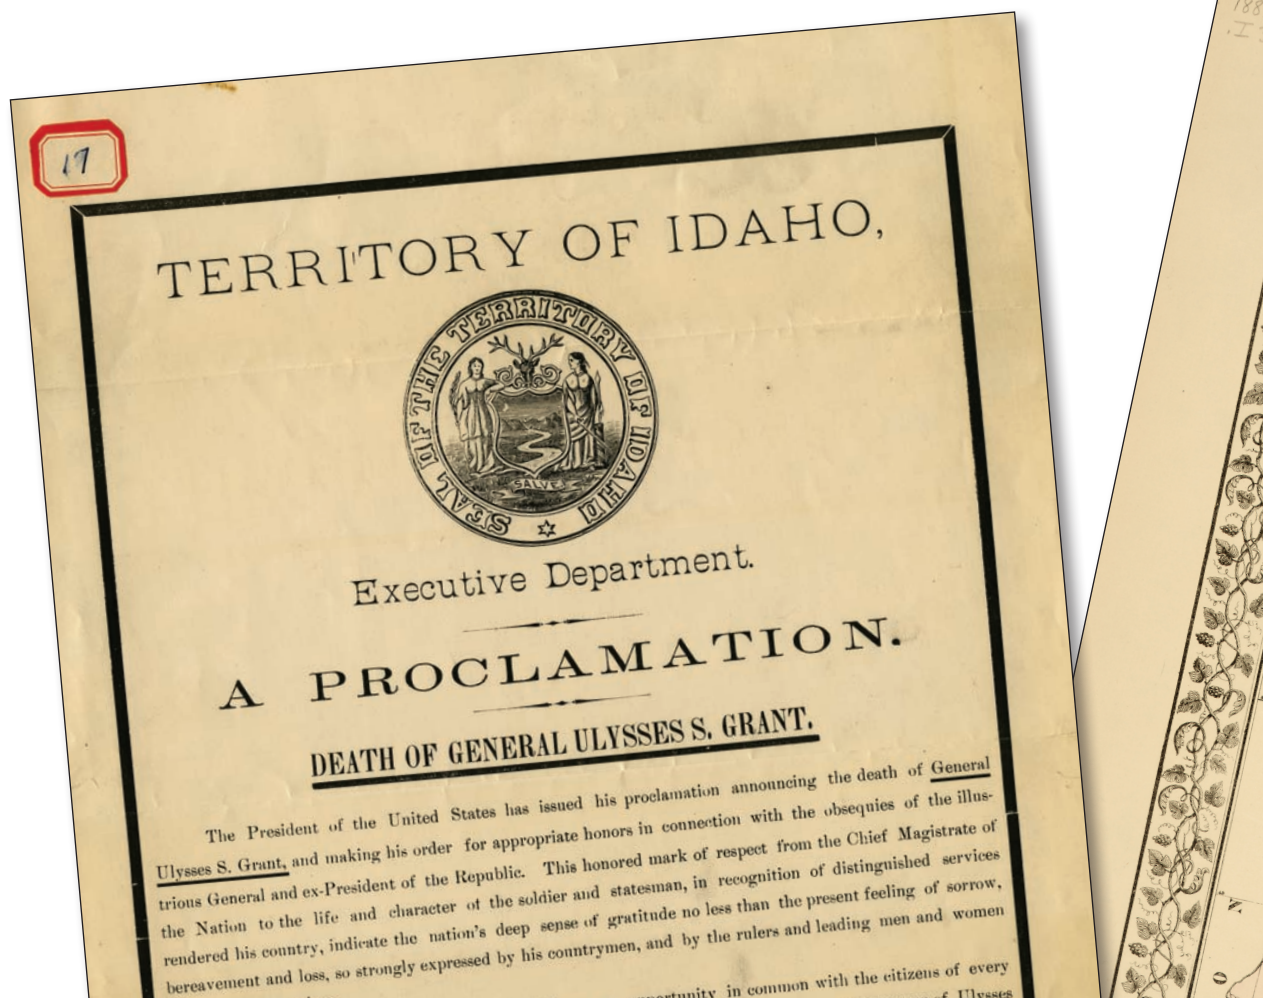 17
TERRITORY OF IDAHO,
SEAL OF THE TERRITORY OF IDAHO
SALVE
Executive Department.
A PROCLAMATION.
DEATH OF GENERAL ULYSSES S. GRANT.
The President of the United States has issued his proclamation announcing the death of General
Ulysses S. Grant, and making his order for appropriate honors in connection with the obsequies of the illus-
trious General and ex-President of the Republic. This honored mark of respect from the Chief Magistrate of
the Nation to the life and character of the soldier and statesman, in recognition of distinguished services
rendered his country, indicate the nation's deep sense of gratitude no less than the present feeling of sorrow,
bereavement and loss, so strongly expressed by his countrymen, and by the rulers and leading men and women
in common with the citizens of every
of Ulysses
188
N
O